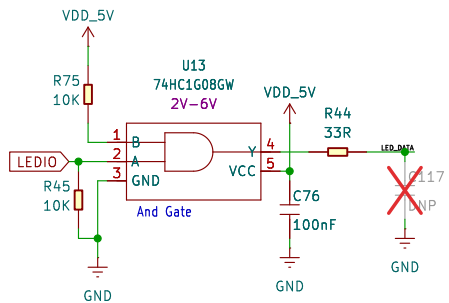 VDD_5V
R75
10K
U13
74HC1G08GW
2V-6V
VDD_5V
R44
33R
1
B
2
A
3
GND
Y
4
VCC
5
LED_DATA
LEDIO
R45
10K
And Gate
C76
100nF
C117
DNP
GND
GND
GND